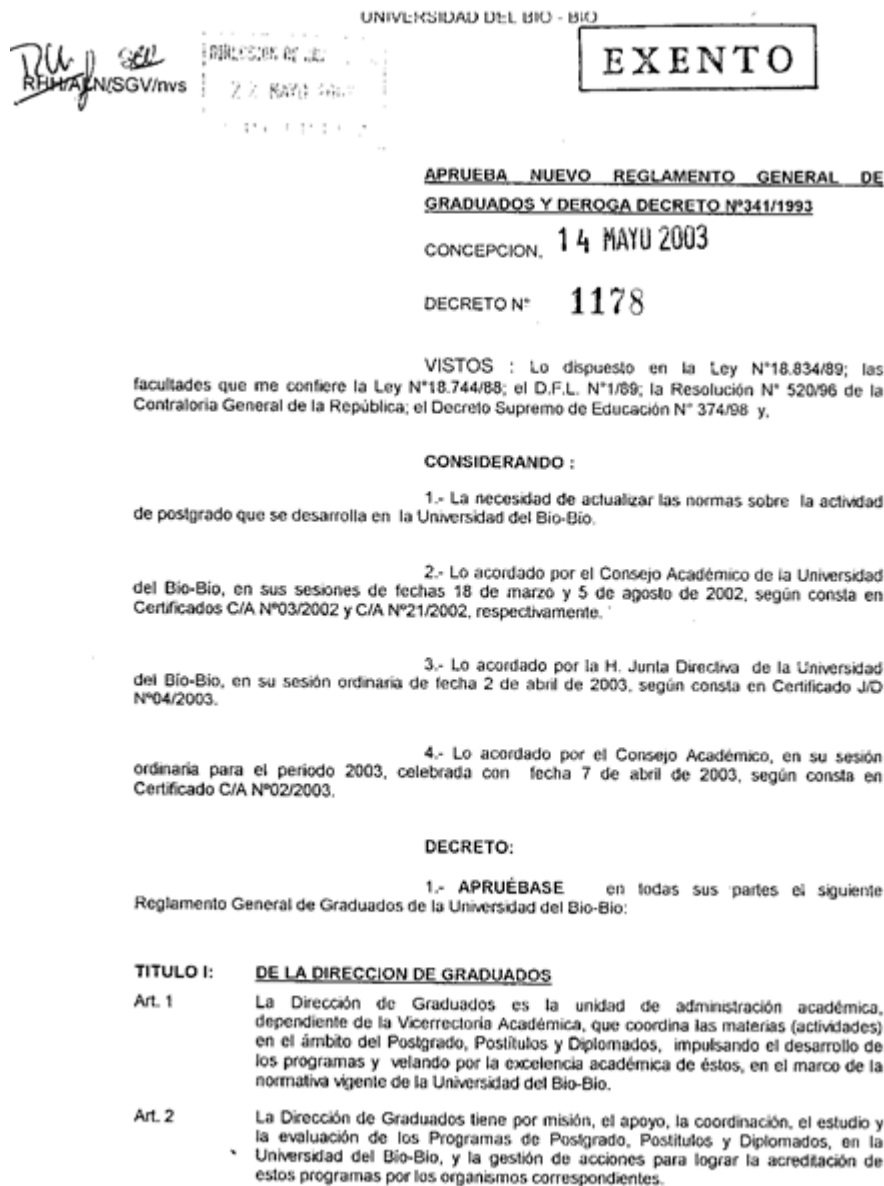 UNIVERSIDAD DEL BIO - BIO
EXENTO
RHH/ALN/SGV/nvs
22 MAYO
APRUEBA NUEVO REGLAMENTO GENERAL DE
GRADUADOS Y DEROGA DECRETO Nº341/1993
CONCEPCION, 14 MAYO 2003
DECRETO N° 1178
VISTOS : Lo dispuesto en la Ley N°18.834/89; las
facultades que me confiere la Ley N°18.744/88; el D.F.L. N°1/89; la Resolución N° 520/96 de la
Contraloria General de la República; el Decreto Supremo de Educación N° 374/98 y,
CONSIDERANDO :
1.- La necesidad de actualizar las normas sobre la actividad
de postgrado que se desarrolla en la Universidad del Bio-Bio.
2.- Lo acordado por el Consejo Académico de la Universidad
del Bío-Bio, en sus sesiones de fechas 18 de marzo y 5 de agosto de 2002, según consta en
Certificados C/A Nº03/2002 y C/A Nº21/2002, respectivamente.
3.- Lo acordado por la H. Junta Directiva de la Universidad
del Bío-Bio, en su sesión ordinaria de fecha 2 de abril de 2003, según consta en Certificado J/D
Nº04/2003.
4.- Lo acordado por el Consejo Académico, en su sesión
ordinaria para el periodo 2003, celebrada con fecha 7 de abril de 2003, según consta en
Certificado C/A Nº02/2003.
DECRETO:
1.- APRUÉBASE en todas sus partes el siguiente
Reglamento General de Graduados de la Universidad del Bio-Bio:
TITULO I: DE LA DIRECCION DE GRADUADOS
Art. 1 La Dirección de Graduados es la unidad de administración académica,
dependiente de la Vicerrectoría Académica, que coordina las materias (actividades)
en el ámbito del Postgrado, Postítulos y Diplomados, impulsando el desarrollo de
los programas y velando por la excelencia académica de éstos, en el marco de la
normativa vigente de la Universidad del Bio-Bio.
Art. 2 La Dirección de Graduados tiene por misión, el apoyo, la coordinación, el estudio y
la evaluación de los Programas de Postgrado, Postítulos y Diplomados, en la
Universidad del Bío-Bio, y la gestión de acciones para lograr la acreditación de
estos programas por los organismos correspondientes.